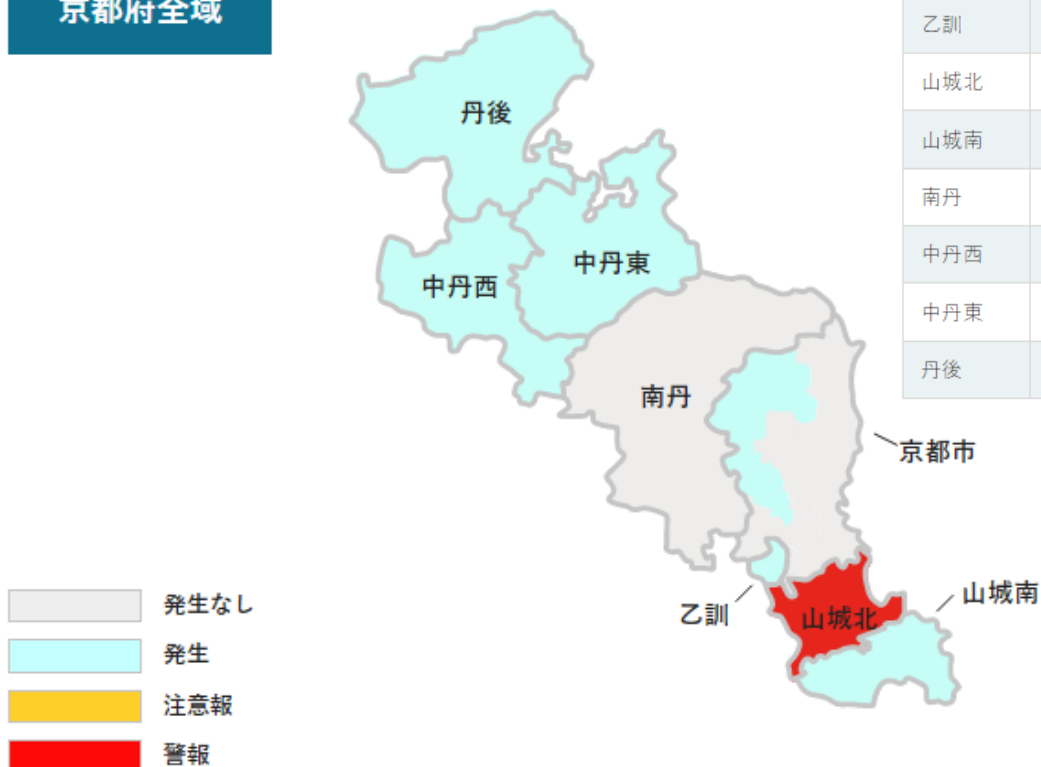 京都府全域
乙訓
山城北
山城南
南丹
中丹西
中丹東
丹後
丹後
中丹東
中丹西
南丹
京都市
山城南
乙訓
山城北
発生なし
発生
注意報
警報